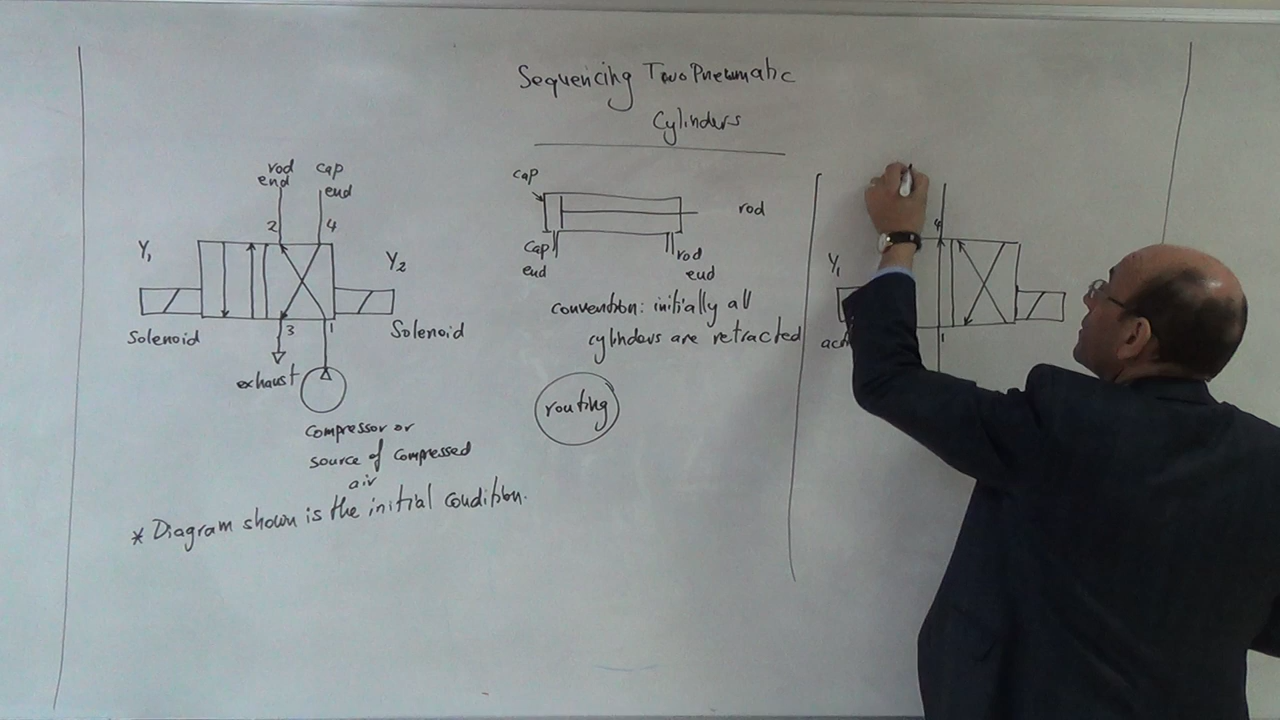 Sequencing Two Pneumatic
Cylinders
rod
end
cap
end
2
4
Y1
Y2
Solenoid
3
1
Solenoid
exhaust
Compressor or
source of compressed
air
* Diagram shown is the initial condition.
cap
rod
Cap
end
rod
end
convention: initially all
cylinders are retracted
routing
4
Y1
1